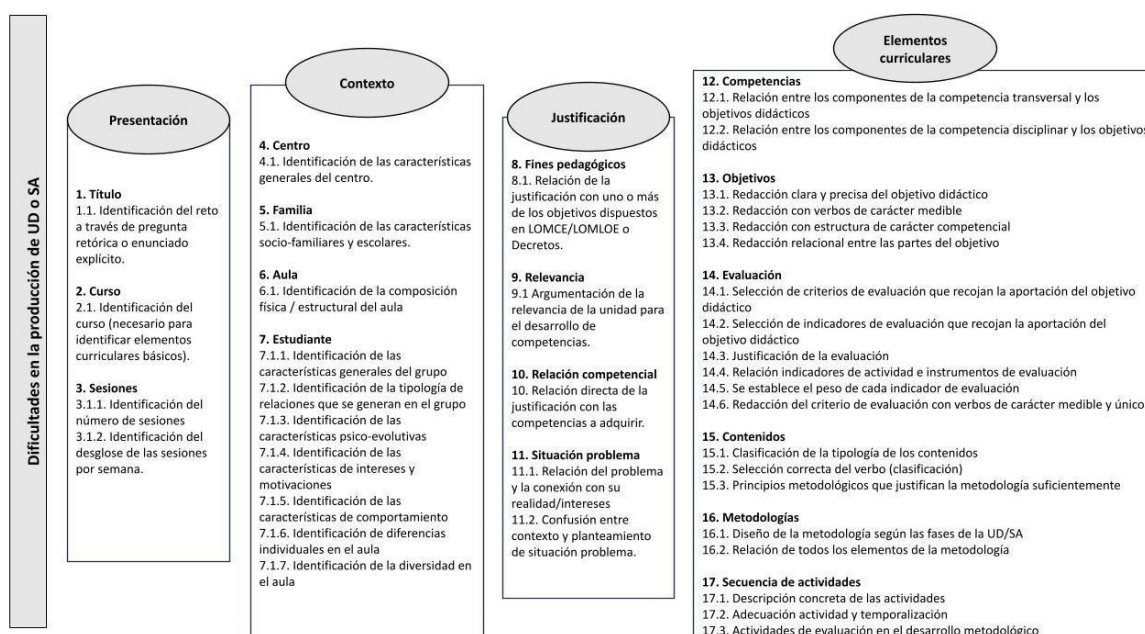 Dificultades en la producción de UD o SA
Presentación
1. Título
1.1. Identificación del reto
a través de pregunta
retórica o enunciado
explícito.
2. Curso
2.1. Identificación del
curso (necesario para
identificar elementos
curriculares básicos).
3. Sesiones
3.1.1. Identificación del
número de sesiones
3.1.2. Identificación del
desglose de las sesiones
por semana.
Contexto
4. Centro
4.1. Identificación de las características
generales del centro.
5. Familia
5.1. Identificación de las características
socio-familiares y escolares.
6. Aula
6.1. Identificación de la composición
física / estructural del aula
7. Estudiante
7.1.1. Identificación de las
características generales del grupo
7.1.2. Identificación de la tipología de
relaciones que se generan en el grupo
7.1.3. Identificación de las
características psico-evolutivas
7.1.4. Identificación de las
características de intereses y
motivaciones
7.1.5. Identificación de las
características de comportamiento
7.1.6. Identificación de diferencias
individuales en el aula
7.1.7. Identificación de la diversidad en
el aula
Justificación
8. Fines pedagógicos
8.1. Relación de la
justificación con uno o más
de los objetivos dispuestos
en LOMCE/LOMLOE o
Decretos.
9. Relevancia
9.1 Argumentación de la
relevancia de la unidad para
el desarrollo de
competencias.
10. Relación competencial
10. Relación directa de la
justificación con las
competencias a adquirir.
11. Situación problema
11.1. Relación del problema
y la conexión con su
realidad/intereses
11.2. Confusión entre
contexto y planteamiento
de situación problema.
Elementos
curriculares
12. Competencias
12.1. Relación entre los componentes de la competencia transversal y los
objetivos didácticos
12.2. Relación entre los componentes de la competencia disciplinar y los objetivos
didácticos
13. Objetivos
13.1. Redacción clara y precisa del objetivo didáctico
13.2. Redacción con verbos de carácter medible
13.3. Redacción con estructura de carácter competencial
13.4. Redacción relacional entre las partes del objetivo
14. Evaluación
14.1. Selección de criterios de evaluación que recojan la aportación del objetivo
didáctico
14.2. Selección de indicadores de evaluación que recojan la aportación del
objetivo didáctico
14.3. Justificación de la evaluación
14.4. Relación indicadores de actividad e instrumentos de evaluación
14.5. Se establece el peso de cada indicador de evaluación
14.6. Redacción del criterio de evaluación con verbos de carácter medible y único
15. Contenidos
15.1. Clasificación de la tipología de los contenidos
15.2. Selección correcta del verbo (clasificación)
15.3. Principios metodológicos que justifican la metodología suficientemente
16. Metodologías
16.1. Diseño de la metodología según las fases de la UD/SA
16.2. Relación de todos los elementos de la metodología
17. Secuencia de actividades
17.1. Descripción concreta de las actividades
17.2. Adecuación actividad y temporalización
17.3. Actividades de evaluación en el desarrollo metodológico